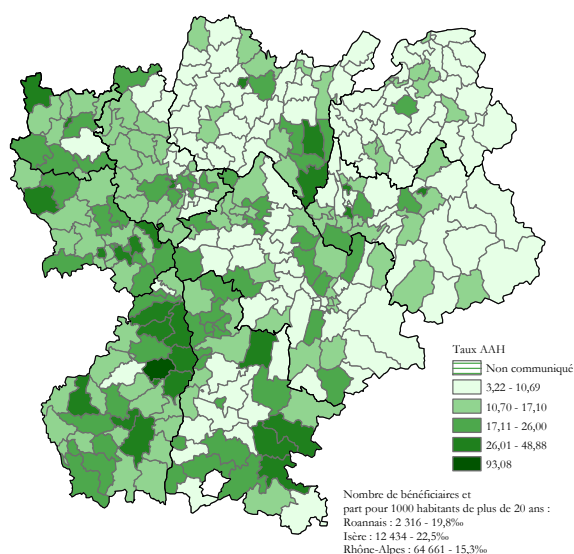 Taux AAH
Non communiqué
3,22 - 10,69
10,70 - 17,10
17,11 - 26,00
26,01 - 48,88
93,08
Nombre de bénéficiaires et
part pour 1000 habitants de plus de 20 ans :
Roannais : 2 316 - 19,8%
Isère : 12 434 - 22,5%
Rhône-Alpes : 64 661 - 15,3%